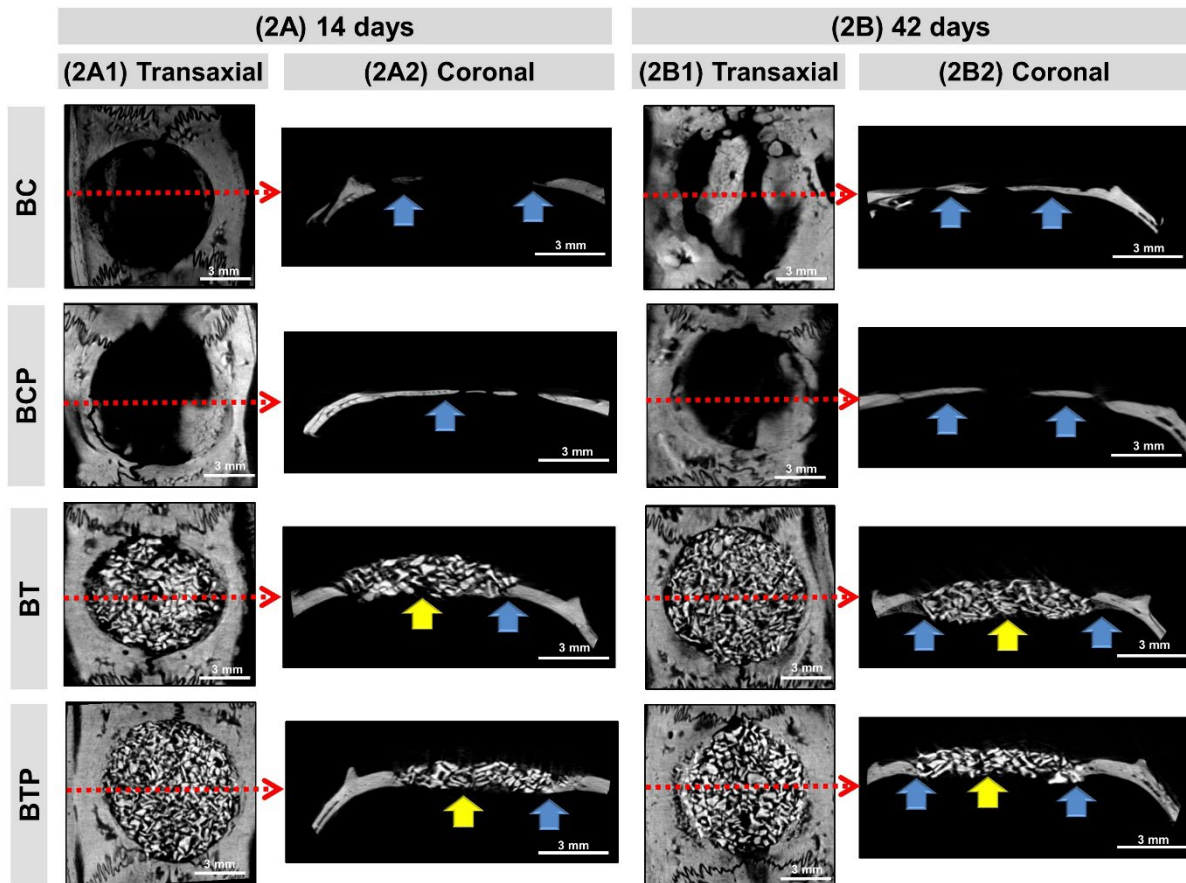 (2A) 14 days
(2B) 42 days
(2A1) Transaxial
(2A2) Coronal
(2B1) Transaxial
(2B2) Coronal
BC
3 mm
3 mm
3 mm
3 mm
BCP
3 mm
3 mm
3 mm
3 mm
BT
3 mm
3 mm
3 mm
3 mm
BTP
3 mm
3 mm
3 mm
3 mm